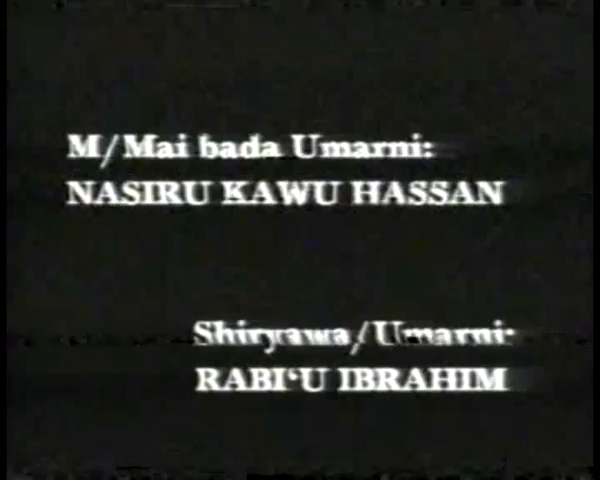 M/Mai bada Umarni:
NASIRU KAWU HASSAN
Shiryawa/Umarni:
RABI‘U IBRAHIM